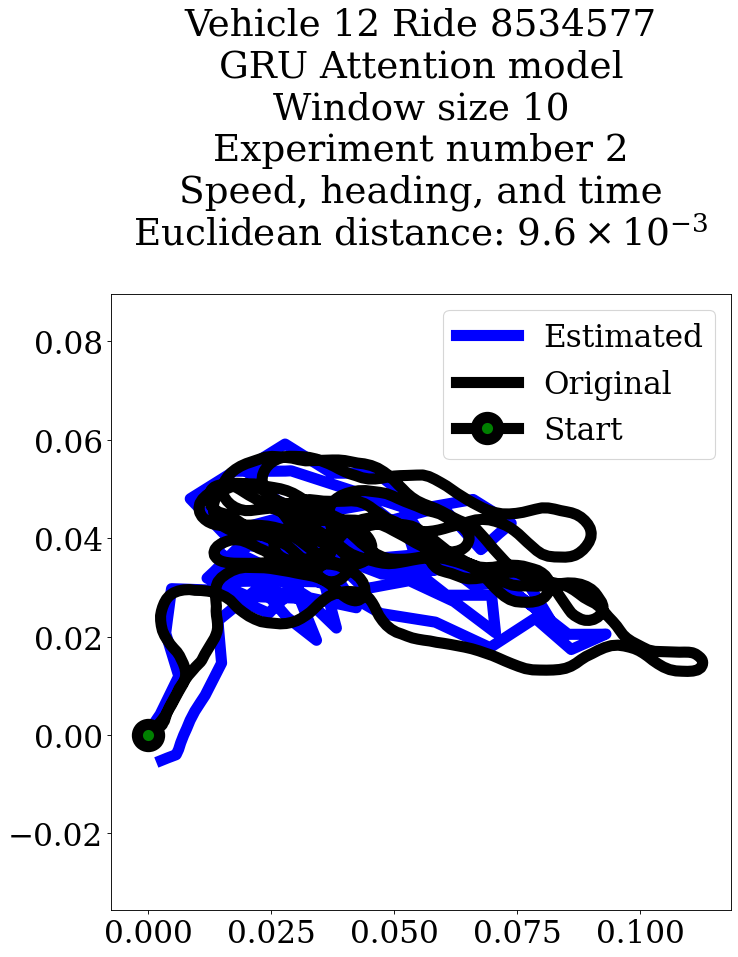 Vehicle 12 Ride 8534577
GRU Attention model
Window size 10
Experiment number 2
Speed, heading, and time
Euclidean distance: 9.6 × 10⁻³
Estimated
Original
Start
0.08
0.06
0.04
0.02
0.00
−0.02
0.000 0.025 0.050 0.075 0.100